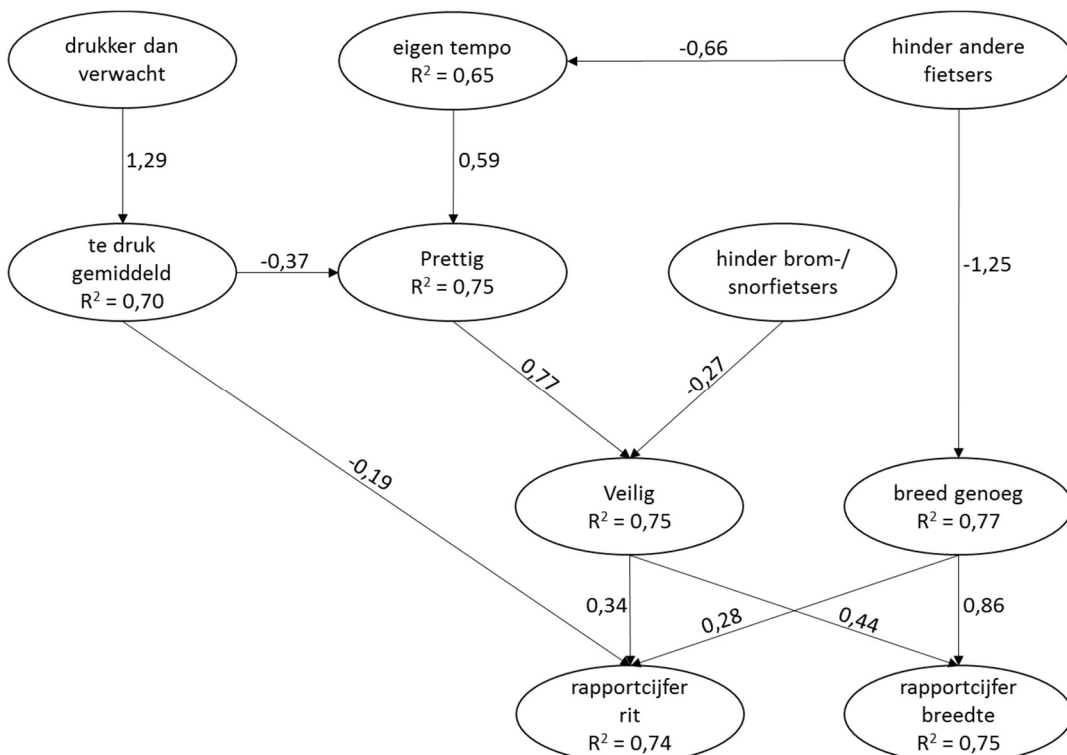 drukker dan
verwacht
eigen tempo
R² = 0,65
-0,66
hinder andere
fietsers
1,29
0,59
te druk
gemiddeld
R² = 0,70
-0,37
Prettig
R² = 0,75
hinder brom-/
snorfietsers
-1,25
0,77
-0,27
-0,19
Veilig
R² = 0,75
breed genoeg
R² = 0,77
0,34
0,28
0,44
0,86
rapportcijfer
rit
R² = 0,74
rapportcijfer
breedte
R² = 0,75